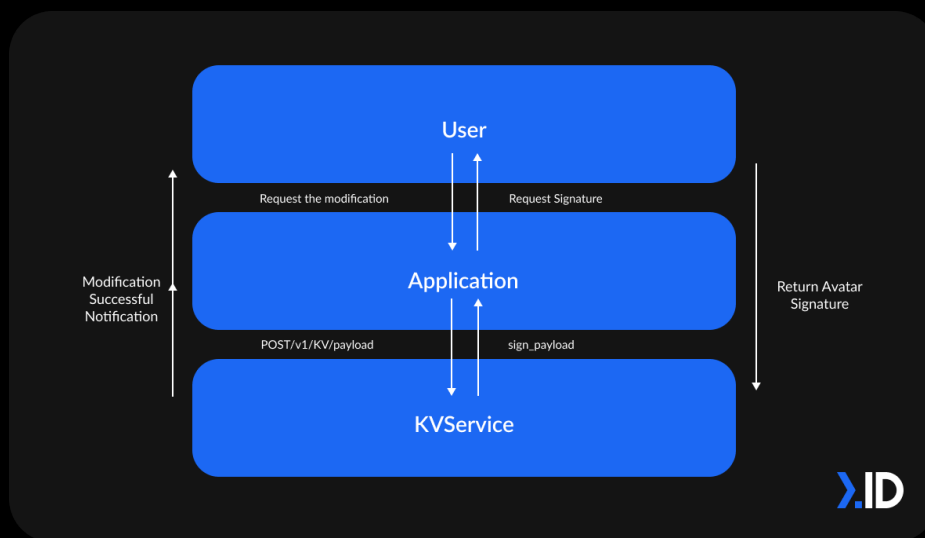 User
Request the modification
Request Signature
Application
Modification
Successful
Notification
Return Avatar
Signature
POST/v1/KV/payload
sign_payload
KVService
.ID